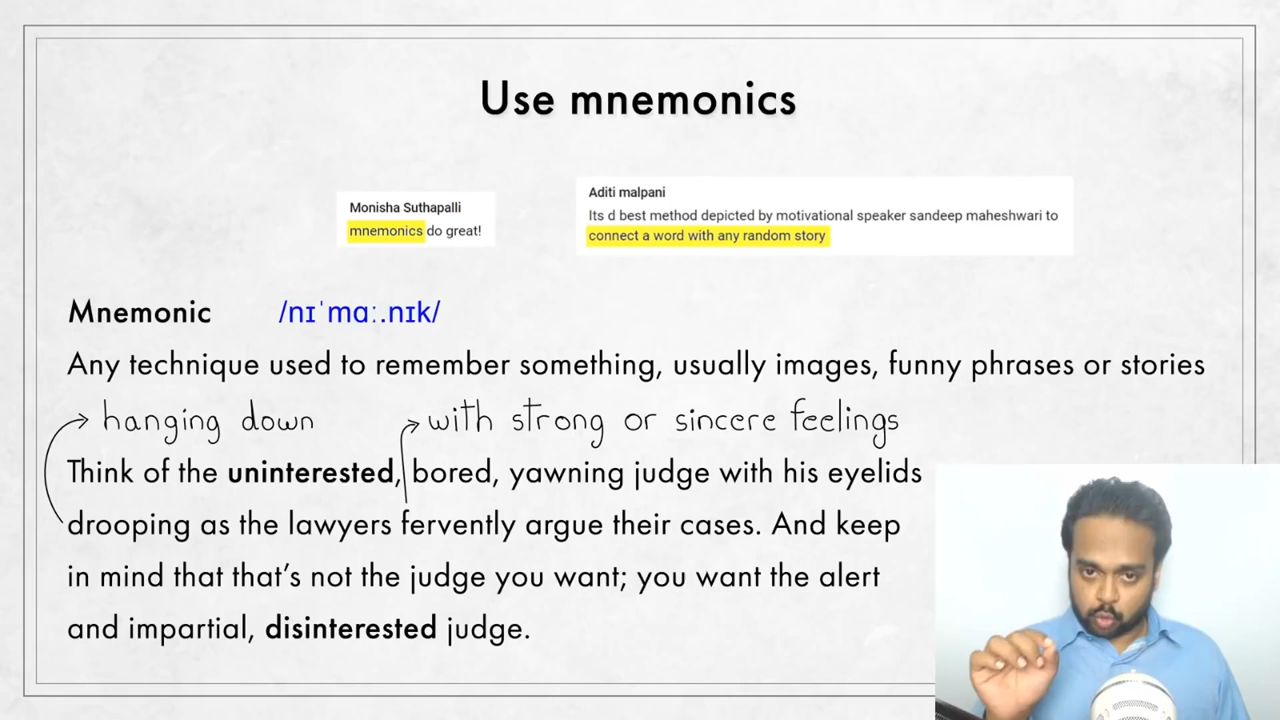 Use mnemonics
Monisha Suthapalli
mnemonics do great!
Aditi malpani
Its d best method depicted by motivational speaker sandeep maheshwari to
connect a word with any random story
Mnemonic /nɪˈmɑː.nɪk/
Any technique used to remember something, usually images, funny phrases or stories
hanging down
with strong or sincere feelings
Think of the uninterested, bored, yawning judge with his eyelids
drooping as the lawyers fervently argue their cases. And keep
in mind that that's not the judge you want; you want the alert
and impartial, disinterested judge.